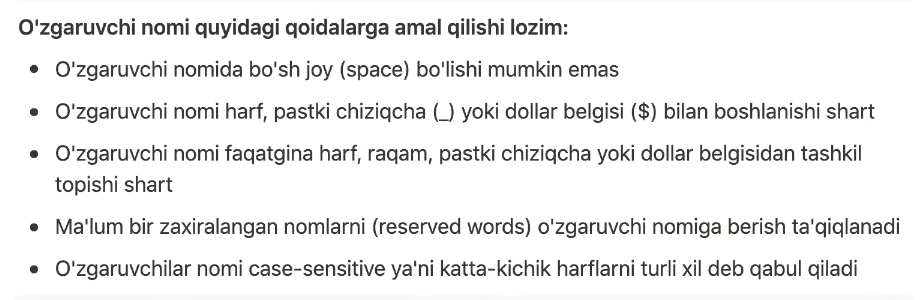 O'zgaruvchi nomi quyidagi qoidalarga amal qilishi lozim:
• O'zgaruvchi nomida bo'sh joy (space) bo'lishi mumkin emas
• O'zgaruvchi nomi harf, pastki chiziqcha (_) yoki dollar belgisi ($) bilan boshlanishi shart
• O'zgaruvchi nomi faqatgina harf, raqam, pastki chiziqcha yoki dollar belgisidan tashkil
topishi shart
• Ma'lum bir zaxiralangan nomlarni (reserved words) o'zgaruvchi nomiga berish ta'qiqlanadi
• O'zgaruvchilar nomi case-sensitive ya'ni katta-kichik harflarni turli xil deb qabul qiladi